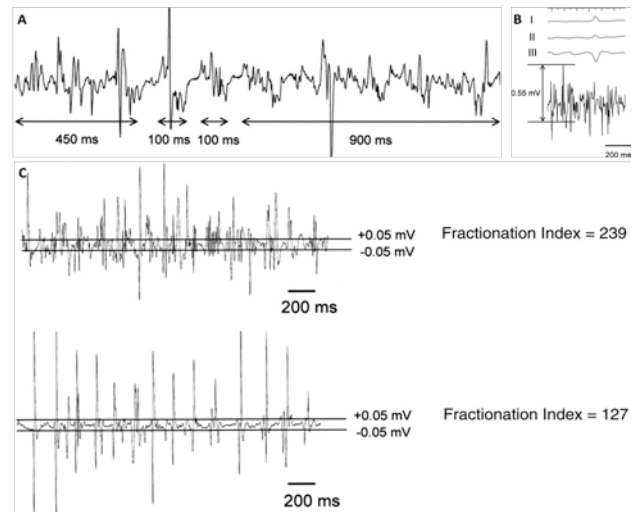 A
450 ms
100 ms
100 ms
900 ms
B
I
II
III
0.55 mV
200 ms
C
+0.05 mV
-0.05 mV
Fractionation Index = 239
200 ms
+0.05 mV
-0.05 mV
Fractionation Index = 127
200 ms